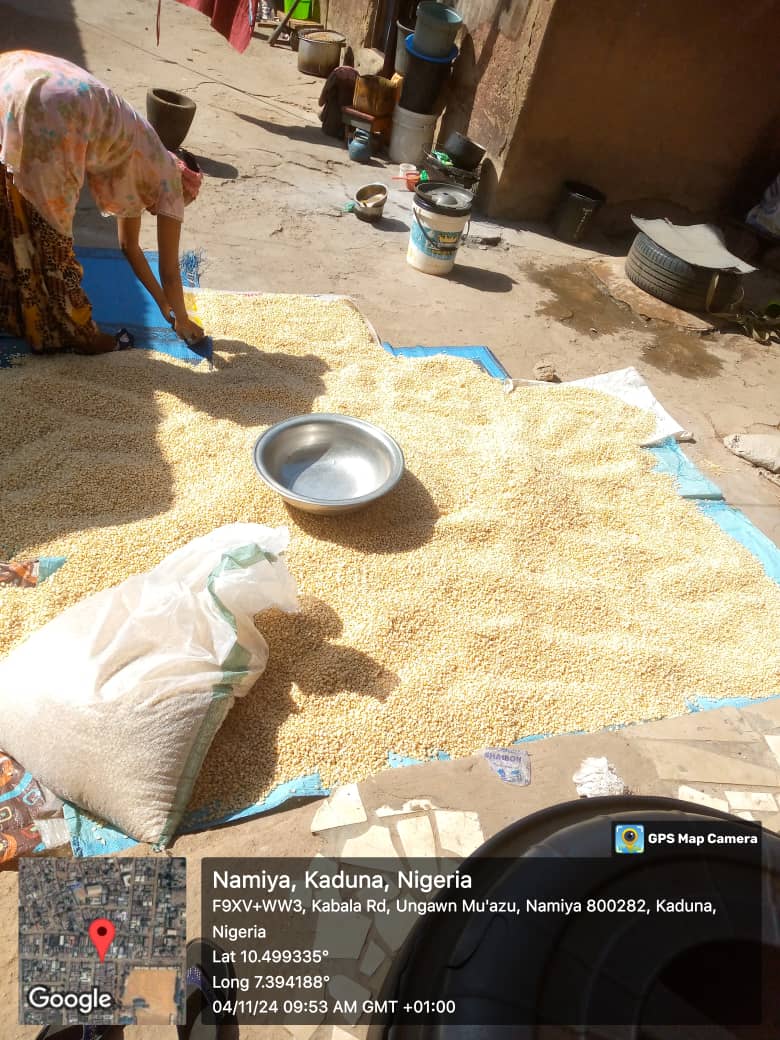 SHAIBON
GPS Map Camera
Namiya, Kaduna, Nigeria
F9XV+WW3, Kabala Rd, Ungawn Mu'azu, Namiya 800282, Kaduna,
Nigeria
Lat 10.499335°
Long 7.394188°
04/11/24 09:53 AM GMT +01:00
Google